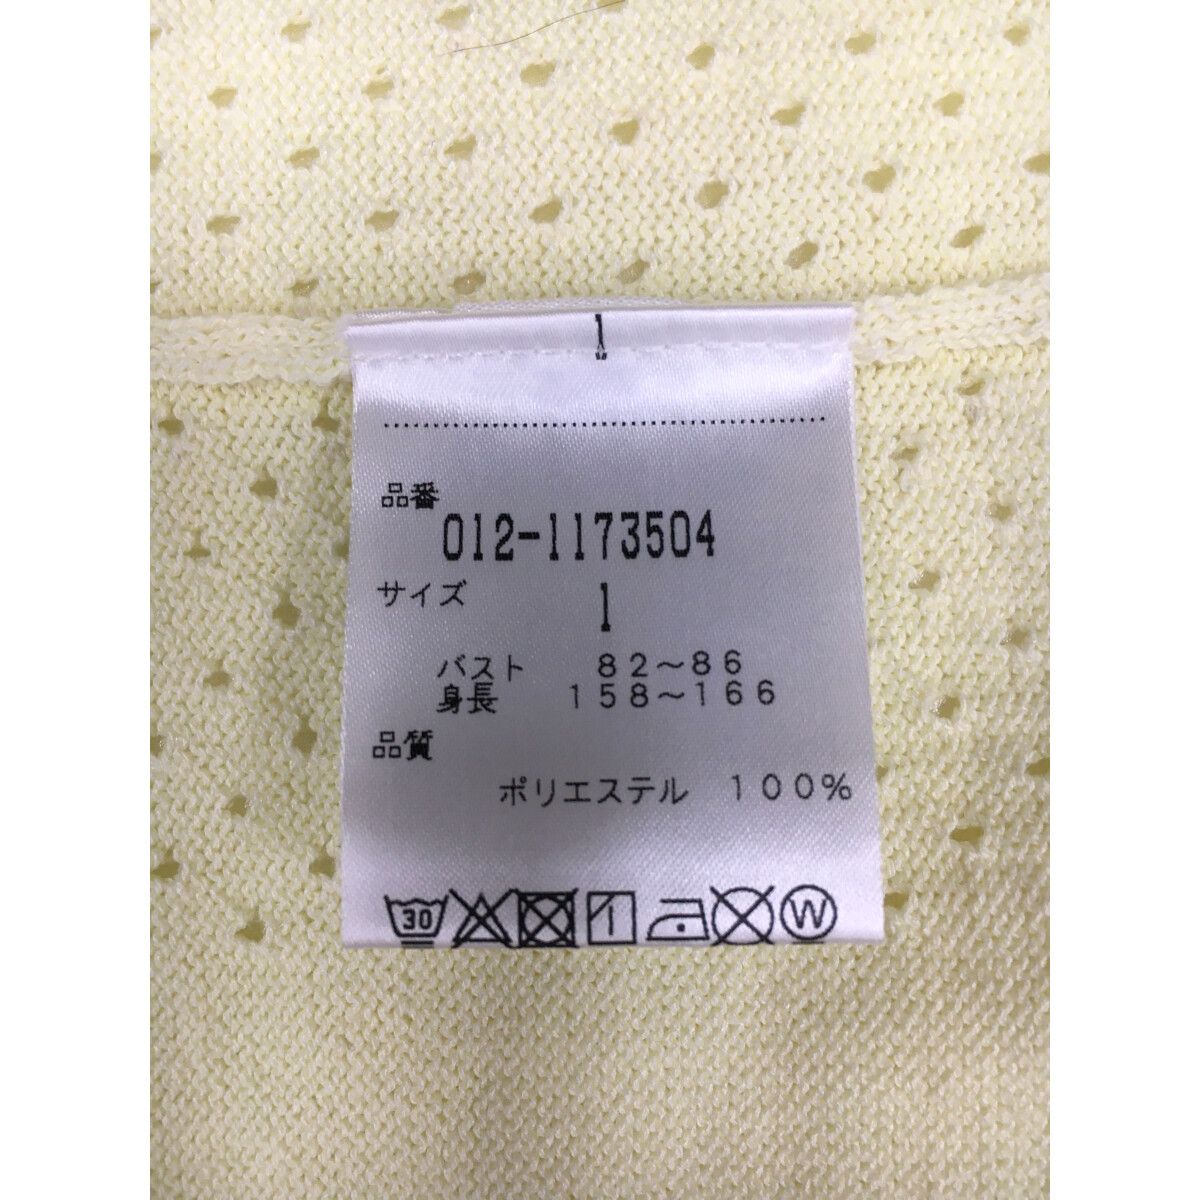 1
品番
012-1173504
サイズ
1
バスト 82～86
身長 158～166
品質
ポリエステル 100%
30 W